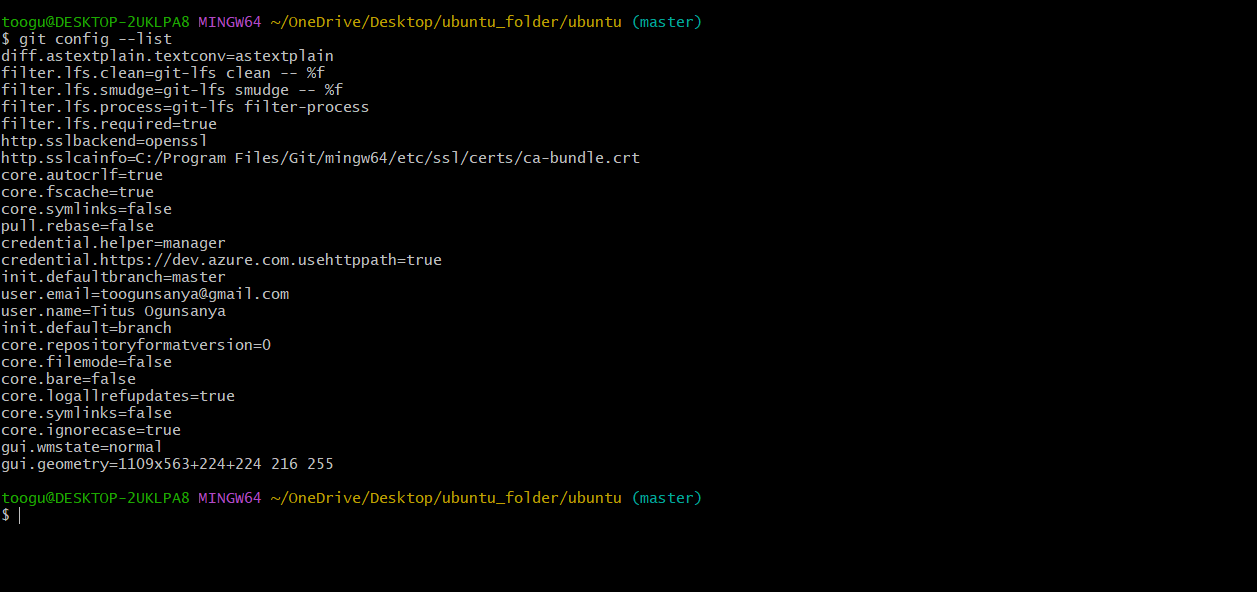 toogu@DESKTOP-2UKLPA8 MINGW64 ~/OneDrive/Desktop/ubuntu_folder/ubuntu (master)
$ git config --list
diff.astextplain.textconv=astextplain
filter.lfs.clean=git-lfs clean -- %f
filter.lfs.smudge=git-lfs smudge -- %f
filter.lfs.process=git-lfs filter-process
filter.lfs.required=true
http.sslbackend=openssl
http.sslcainfo=C:/Program Files/Git/mingw64/etc/ssl/certs/ca-bundle.crt
core.autocrlf=true
core.fscache=true
core.symlinks=false
pull.rebase=false
credential.helper=manager
credential.https://dev.azure.com.usehttppath=true
init.defaultbranch=master
user.email=toogunsanya@gmail.com
user.name=Titus Ogunsanya
init.default=branch
core.repositoryformatversion=0
core.filemode=false
core.bare=false
core.logallrefupdates=true
core.symlinks=false
core.ignorecase=true
gui.wmstate=normal
gui.geometry=1109x563+224+224 216 255
toogu@DESKTOP-2UKLPA8 MINGW64 ~/OneDrive/Desktop/ubuntu_folder/ubuntu (master)
$